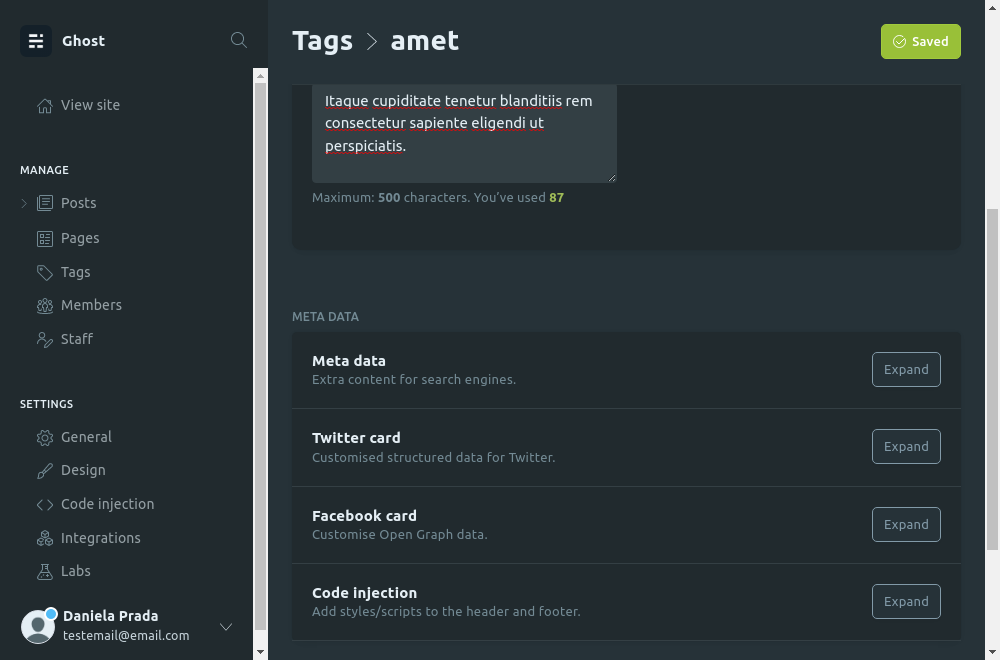 Ghost
View site
MANAGE
Posts
Pages
Tags
Members
Staff
SETTINGS
General
Design
Code injection
Integrations
Labs
Daniela Prada
testemail@email.com
Tags > amet
Saved
Itaque cupiditate tenetur blanditiis rem
consectetur sapiente eligendi ut
perspiciatis.
Maximum: 500 characters. You’ve used 87
META DATA
Meta data
Extra content for search engines.
Expand
Twitter card
Customised structured data for Twitter.
Expand
Facebook card
Customise Open Graph data.
Expand
Code injection
Add styles/scripts to the header and footer.
Expand